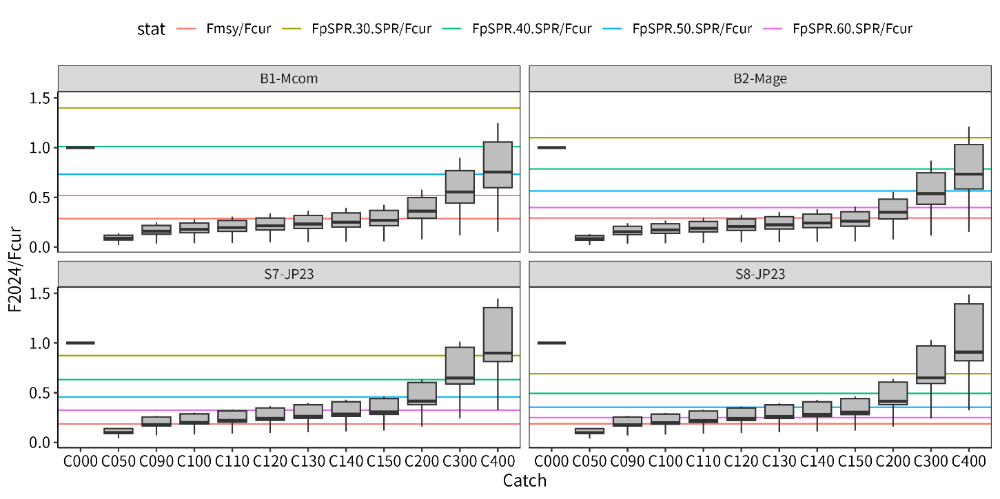 stat Fmsy/Fcur FpSPR.30.SPR/Fcur FpSPR.40.SPR/Fcur FpSPR.50.SPR/Fcur FpSPR.60.SPR/Fcur
B1-Mcom B2-Mage
1.5
1.0
0.5
0.0
F2024/Fcur
S7-JP23 S8-JP23
1.5
1.0
0.5
0.0
C000 C050 C090 C100 C110 C120 C130 C140 C150 C200 C300 C400 C000 C050 C090 C100 C110 C120 C130 C140 C150 C200 C300 C400
Catch